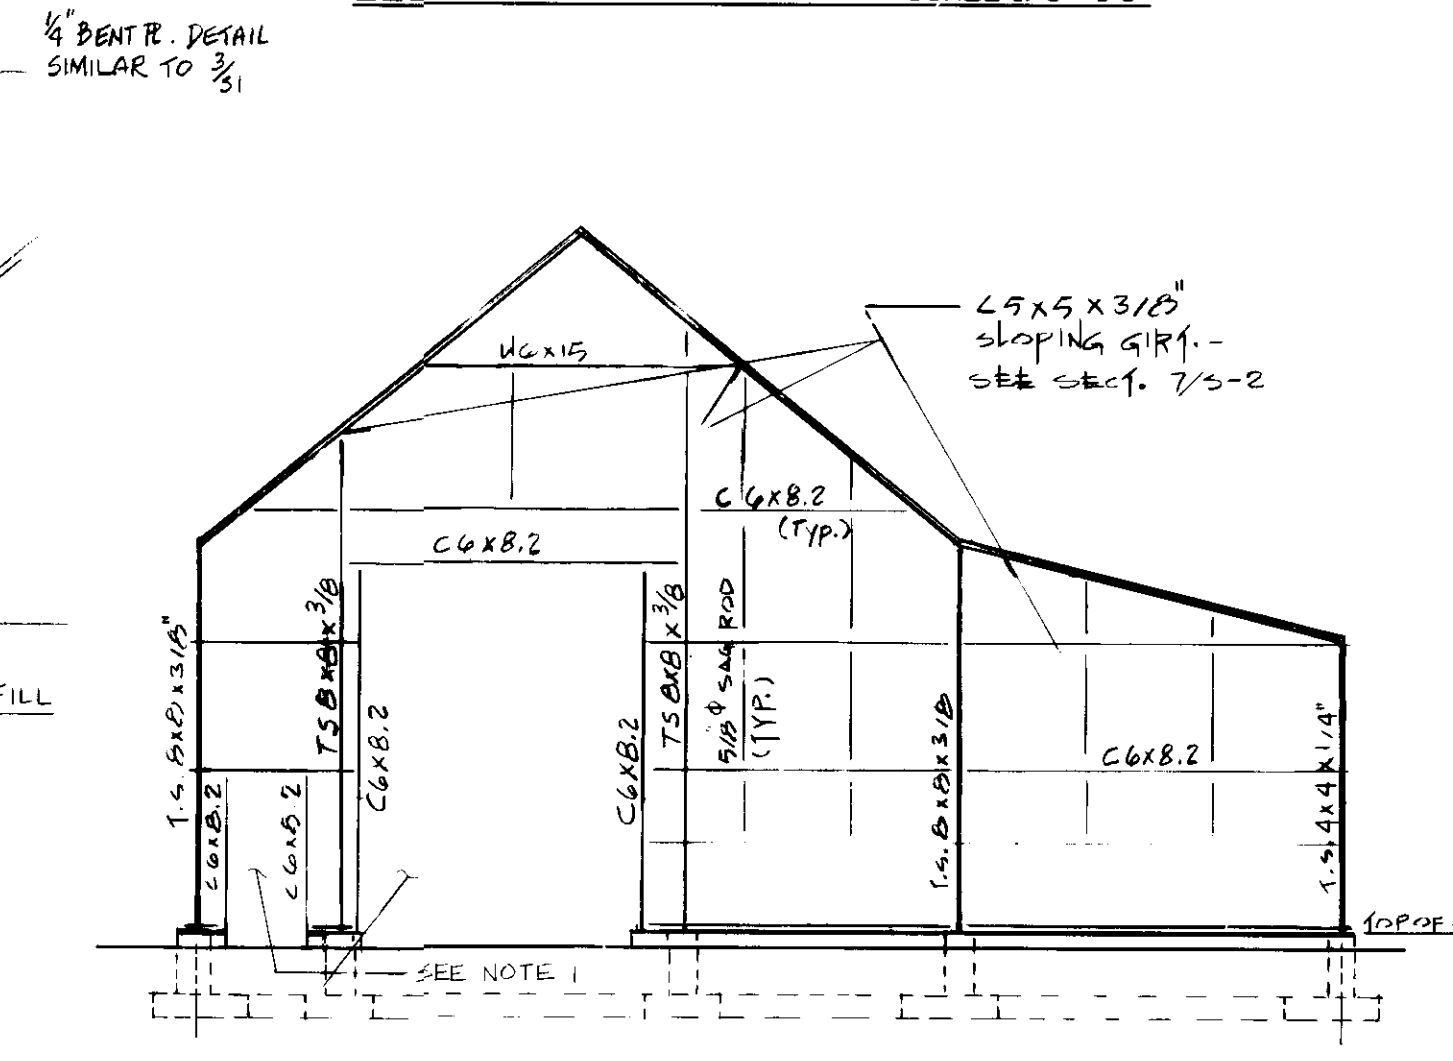 1/4" BENT PL. DETAIL
SIMILAR TO 3/S1
L5x5x3/8"
SLOPING GIRT.-
SEE SECT. 7/S-2
W6x15
C6x8.2
(TYP.)
C6x8.2
T.S. 8x8x3/8"
TS 8x8x3/8
C6x8.2
C6x8.2
TS 8x8x3/8
5/8"Φ SAG ROD
(TYP.)
T.S. 8x8x3/8
C6x8.2
T.S. 4x4x1/4"
C6x8.2
C6x8.2
FILL
TOP OF
SEE NOTE 1